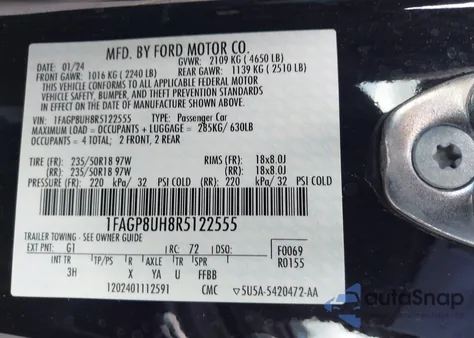 MFD. BY FORD MOTOR CO.
DATE: 01/24 GVWR: 2109 KG (4650 LB)
FRONT GAWR: 1016 KG (2240 LB) REAR GAWR: 1139 KG (2510 LB)
THIS VEHICLE CONFORMS TO ALL APPLICABLE FEDERAL MOTOR
VEHICLE SAFETY, BUMPER, AND THEFT PREVENTION STANDARDS
IN EFFECT ON THE DATE OF MANUFACTURE SHOWN ABOVE.
VIN: 1FAGP8UH8R5122555 TYPE: Passenger Car
MAXIMUM LOAD = OCCUPANTS + LUGGAGE = 285KG/630LB
OCCUPANTS = 4 TOTAL: 2 FRONT, 2 REAR
TIRE (FR): 235/50R18 97W RIMS (FR): 18x8.0J
(RR): 235/50R18 97W (RR): 18x8.0J
PRESSURE (FR): 220 kPa/ 32 PSI COLD (RR): 220 kPa/ 32 PSI COLD
1FAGP8UH8R5122555
TRAILER TOWING - SEE OWNER GUIDE
EXT PNT: G1 RC: 72 DSO: F0069
INT TR TP/PS R AXLE TR SPR R0155
3H X YA U FFBB
1202401112591 CMC 5U5A-5420472-AA
autoSnap